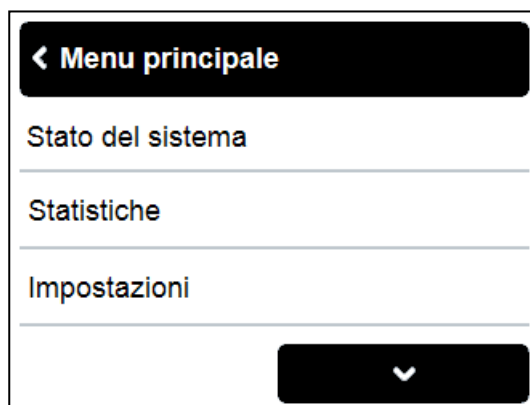 Menu principale
Stato del sistema
Statistiche
Impostazioni